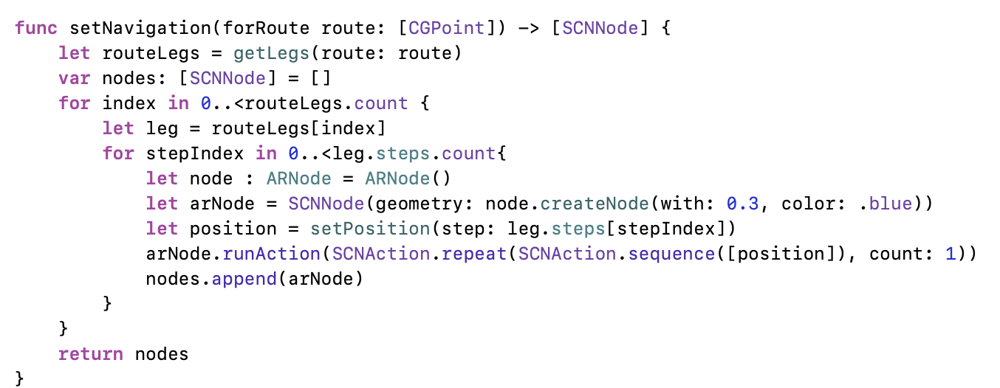 func setNavigation(forRoute route: [CGPoint]) -> [SCNNode] {
    let routeLegs = getLegs(route: route)
    var nodes: [SCNNode] = []
    for index in 0..<routeLegs.count {
        let leg = routeLegs[index]
        for stepIndex in 0..<leg.steps.count{
            let node : ARNode = ARNode()
            let arNode = SCNNode(geometry: node.createNode(with: 0.3, color: .blue))
            let position = setPosition(step: leg.steps[stepIndex])
            arNode.runAction(SCNAction.repeat(SCNAction.sequence([position]), count: 1))
            nodes.append(arNode)
        }
    }
    return nodes
}